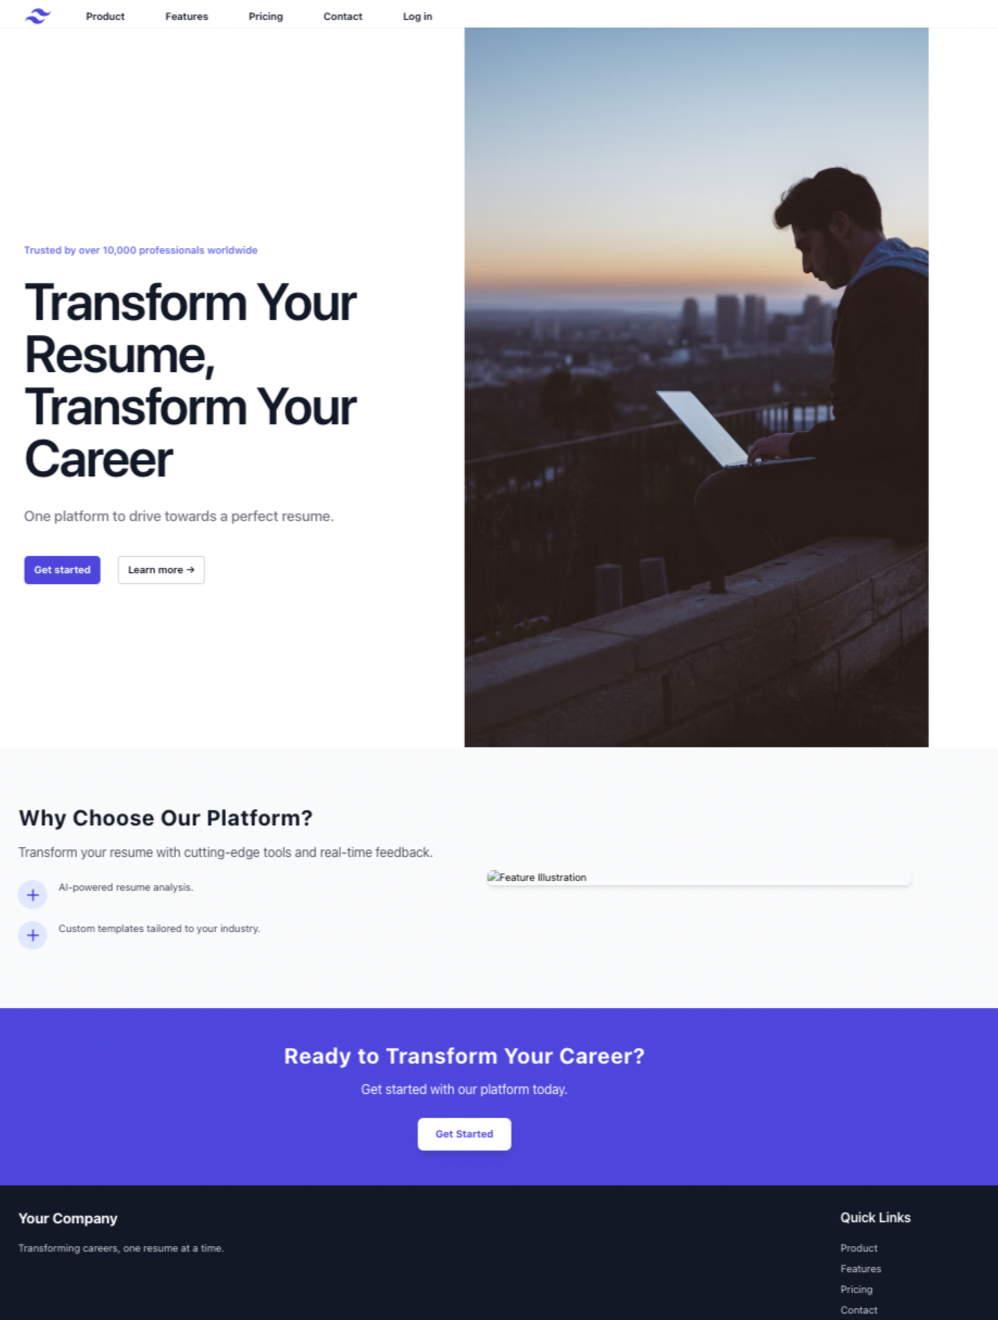 Product Features Pricing Contact Log in
Trusted by over 10,000 professionals worldwide
Transform Your
Resume,
Transform Your
Career
One platform to drive towards a perfect resume.
Get started Learn more →
Why Choose Our Platform?
Transform your resume with cutting-edge tools and real-time feedback.
AI-powered resume analysis.
Custom templates tailored to your industry.
Feature Illustration
Ready to Transform Your Career?
Get started with our platform today.
Get Started
Your Company
Transforming careers, one resume at a time.
Quick Links
Product
Features
Pricing
Contact